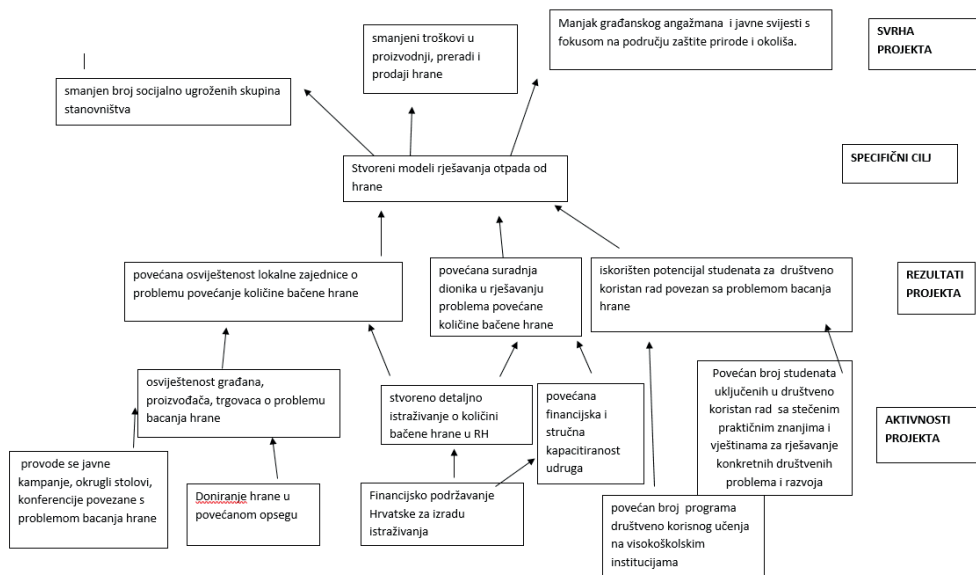 smanjeni troškovi u
proizvodnji, preradi i
prodaji hrane
Manjak građanskog angažmana i javne svijesti s
fokusom na području zaštite prirode i okoliša.
SVRHA
PROJEKTA
smanjen broj socijalno ugroženih skupina
stanovništva
Stvoreni modeli rješavanja otpada od
hrane
SPECIFIČNI CILJ
povećana osviještenost lokalne zajednice o
problemu povećanje količine bačene hrane
povećana suradnja
dionika u rješavanju
problema povećane
količine bačene hrane
iskorišten potencijal studenata za društveno
koristan rad povezan sa problemom bacanja
hrane
REZULTATI
PROJEKTA
osviještenost građana,
proizvođača, trgovaca o problemu
bacanja hrane
stvoreno detaljno
istraživanje o količini
bačene hrane u RH
povećana
financijska i
stručna
kapacitiranost
udruga
Povećan broj studenata
uključenih u društveno
koristan rad sa stečenim
praktičnim znanjima i
vještinama za rješavanje
konkretnih društvenih
problema i razvoja
AKTIVNOSTI
PROJEKTA
provode se javne
kampanje, okrugli stolovi,
konferencije povezane s
problemom bacanja hrane
Doniranje hrane u
povećanom opsegu
Financijsko podržavanje
Hrvatske za izradu
istraživanja
povećan broj programa
društveno korisnog učenja
na visokoškolskim
institucijama